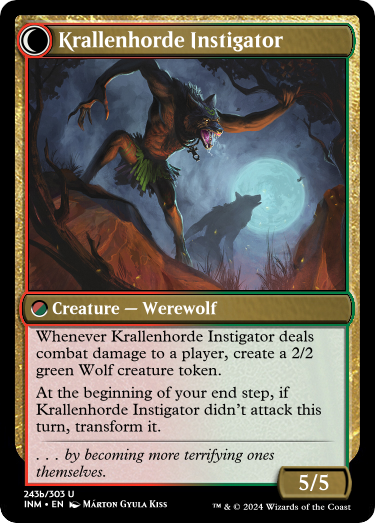 Krallenhorde Instigator
Creature — Werewolf
Whenever Krallenhorde Instigator deals
combat damage to a player, create a 2/2
green Wolf creature token.
At the beginning of your end step, if
Krallenhorde Instigator didn't attack this
turn, transform it.
. . . by becoming more terrifying ones
themselves.
5/5
243b/303 U
INM • EN Márton Gyula Kiss
™ & © 2024 Wizards of the Coast